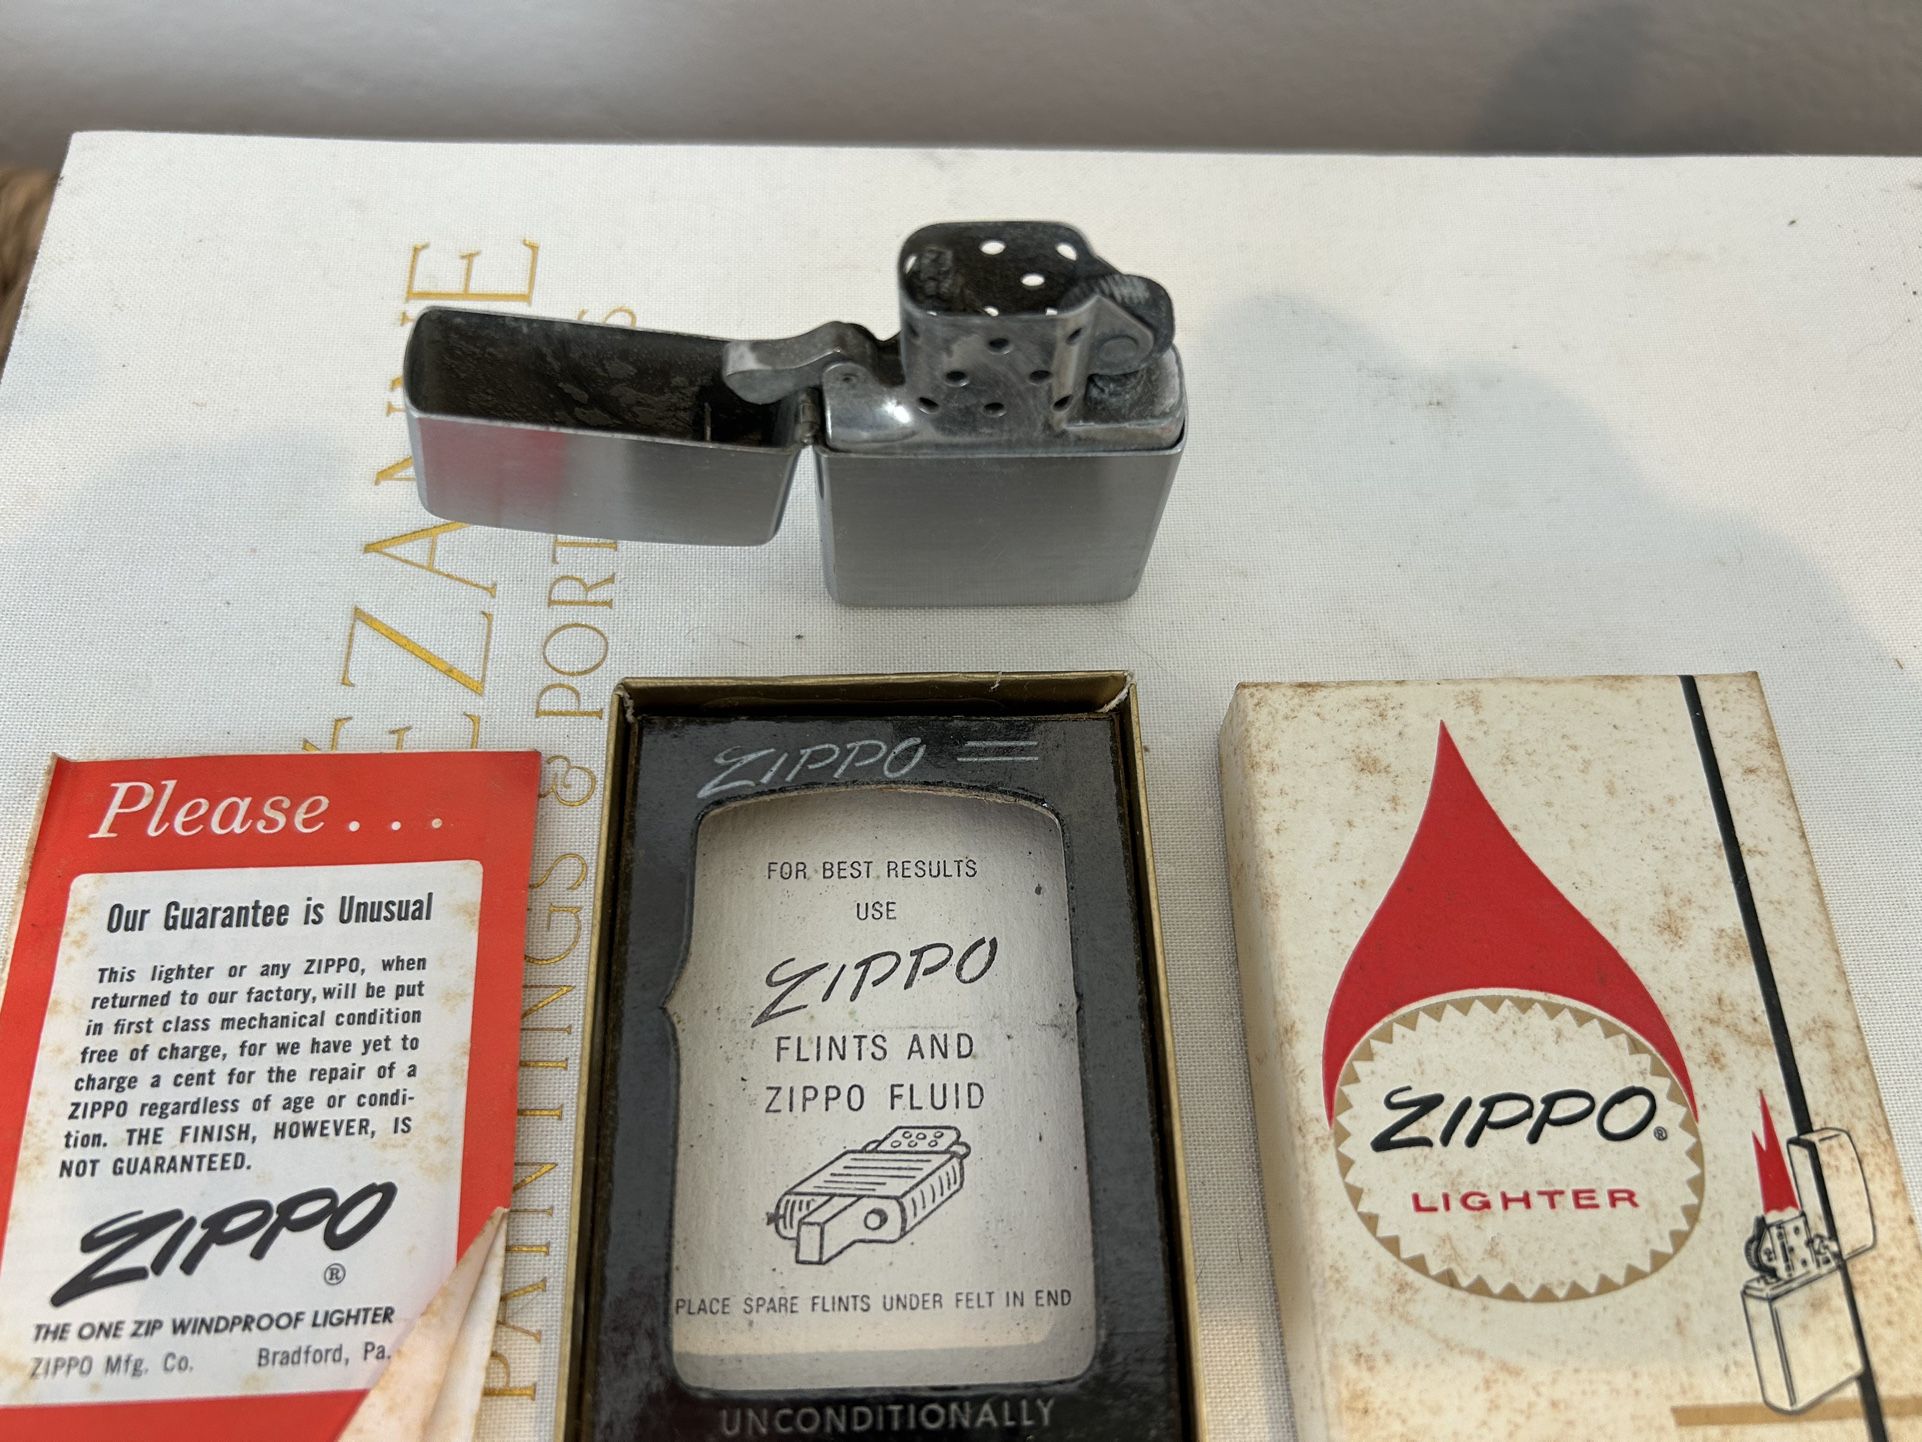 CÉZANNE
PAINTINGS & PORT
S
Please...
Our Guarantee is Unusual
This lighter or any ZIPPO, when
returned to our factory, will be put
in first class mechanical condition
free of charge, for we have yet to
charge a cent for the repair of a
ZIPPO regardless of age or condi-
tion. THE FINISH, HOWEVER, IS
NOT GUARANTEED.
ZIPPO
®
THE ONE ZIP WINDPROOF LIGHTER
ZIPPO Mfg. Co. Bradford, Pa.
ZIPPO
FOR BEST RESULTS
USE
ZIPPO
FLINTS AND
ZIPPO FLUID
PLACE SPARE FLINTS UNDER FELT IN END
UNCONDITIONALLY
ZIPPO®
LIGHTER